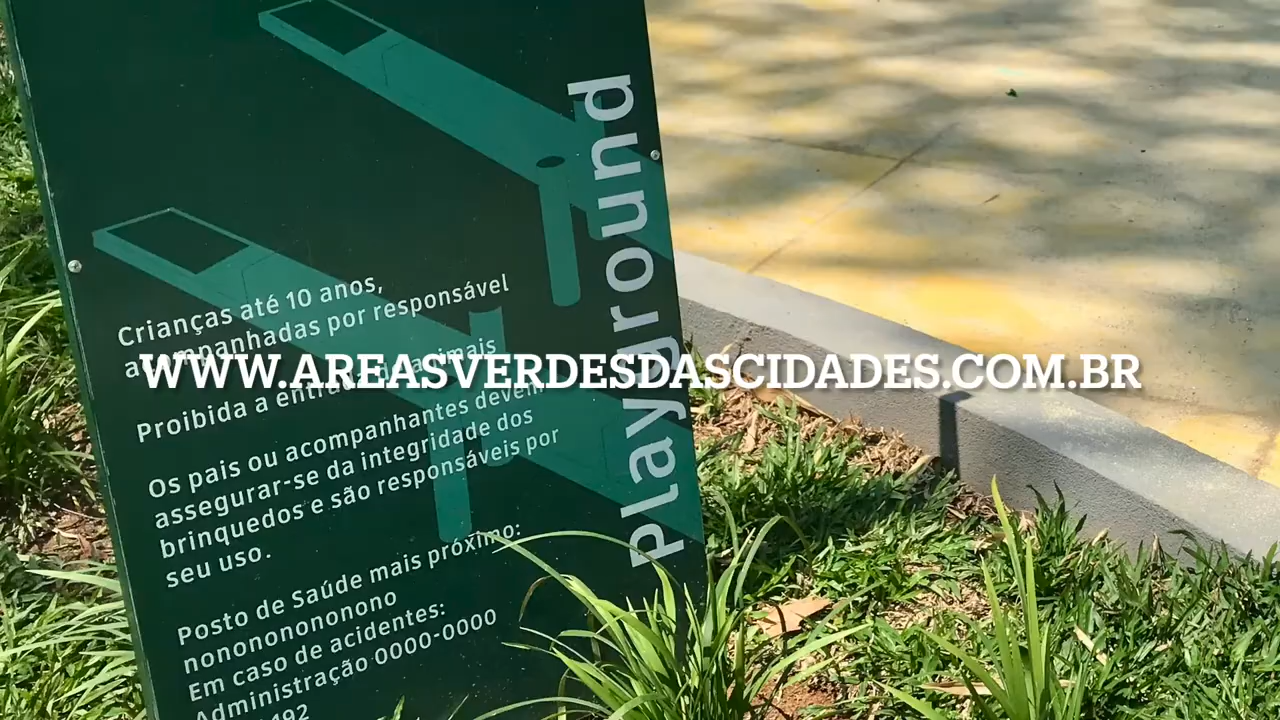 Playground
Crianças até 10 anos,
acompanhadas por responsável
Proibida a entrada de animais
Os pais ou acompanhantes devem
assegurar-se da integridade dos
brinquedos e são responsáveis por
seu uso.
Posto de Saúde mais próximo:
nonononononono
Em caso de acidentes:
Administração 0000-0000
492
WWW.AREASVERDESDASCIDADES.COM.BR